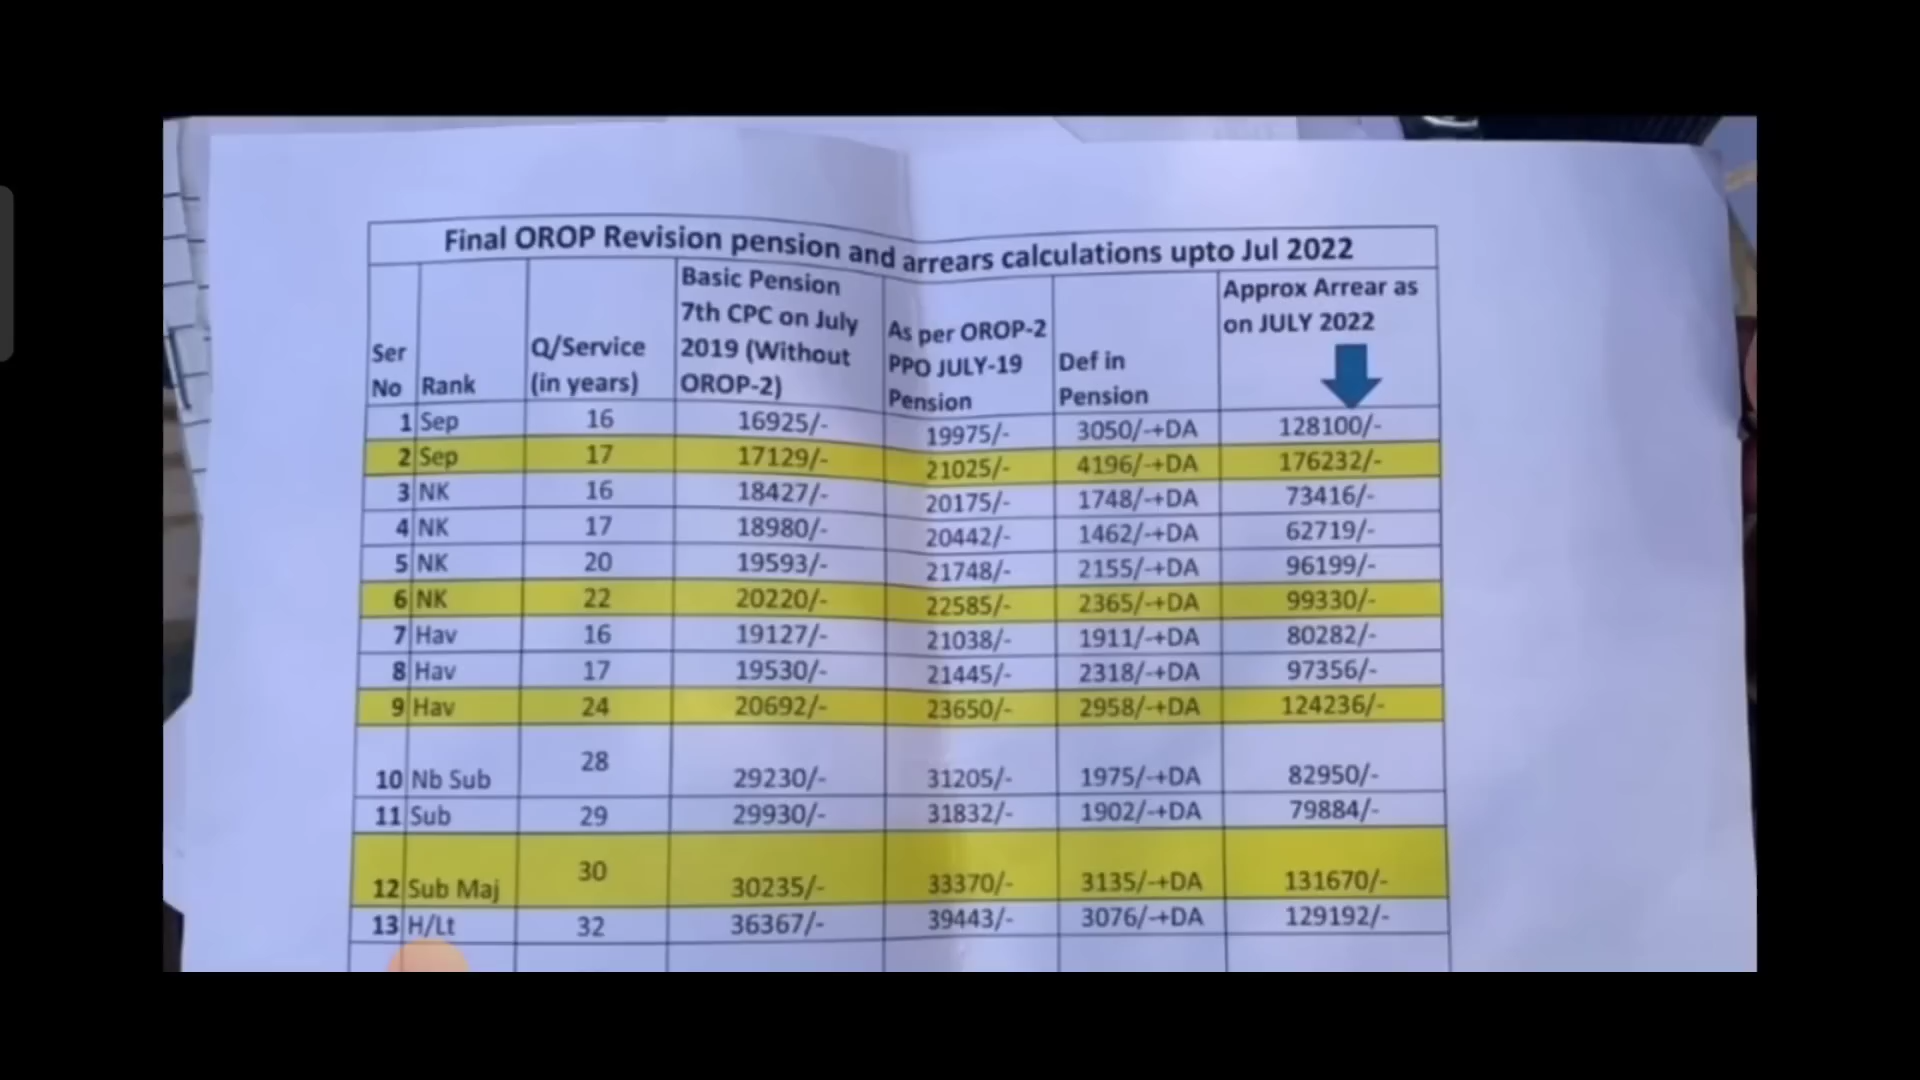 Final OROP Revision pension and arrears calculations upto Jul 2022
Ser No Rank Q/Service (in years) Basic Pension 7th CPC on July 2019 (Without OROP-2) As per OROP-2 PPO JULY-19 Pension Def in Pension Approx Arrear as on JULY 2022
1 Sep 16 16925/- 19975/- 3050/-+DA 128100/-
2 Sep 17 17129/- 21025/- 4196/-+DA 176232/-
3 NK 16 18427/- 20175/- 1748/-+DA 73416/-
4 NK 17 18980/- 20442/- 1462/-+DA 62719/-
5 NK 20 19593/- 21748/- 2155/-+DA 96199/-
6 NK 22 20220/- 22585/- 2365/-+DA 99330/-
7 Hav 16 19127/- 21038/- 1911/-+DA 80282/-
8 Hav 17 19530/- 21445/- 2318/-+DA 97356/-
9 Hav 24 20692/- 23650/- 2958/-+DA 124236/-
10 Nb Sub 28 29230/- 31205/- 1975/-+DA 82950/-
11 Sub 29 29930/- 31832/- 1902/-+DA 79884/-
12 Sub Maj 30 30235/- 33370/- 3135/-+DA 131670/-
13 H/Lt 32 36367/- 39443/- 3076/-+DA 129192/-